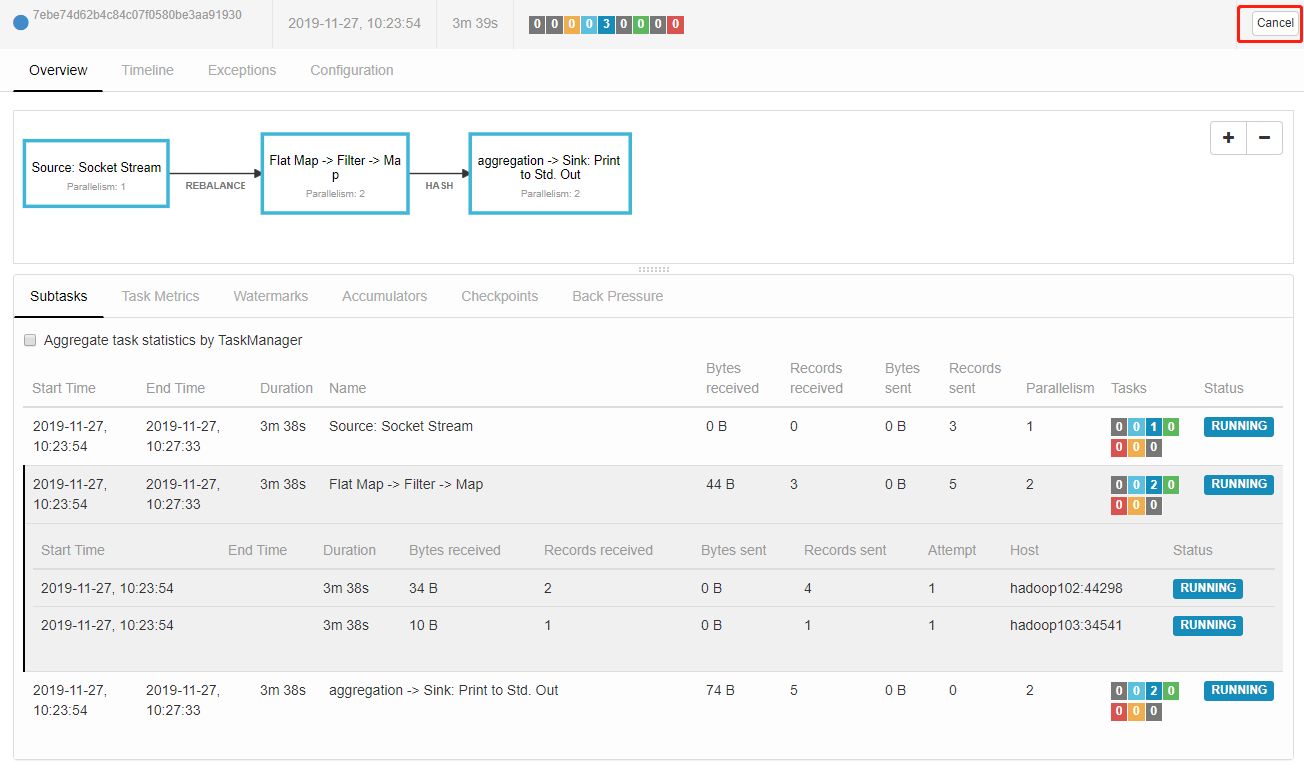 7ebe74d62b4c84c07f0580be3aa91930 2019-11-27, 10:23:54 3m 39s 0 0 0 0 3 0 0 0 0 Cancel
Overview Timeline Exceptions Configuration
+ −
Source: Socket Stream
Parallelism: 1
REBALANCE
Flat Map -> Filter -> Ma
p
Parallelism: 2
HASH
aggregation -> Sink: Print
to Std. Out
Parallelism: 2
Subtasks Task Metrics Watermarks Accumulators Checkpoints Back Pressure
Aggregate task statistics by TaskManager
Start Time End Time Duration Name Bytes received Records received Bytes sent Records sent Parallelism Tasks Status
2019-11-27, 2019-11-27, 3m 38s Source: Socket Stream 0 B 0 0 B 3 1 0 0 1 0 RUNNING
10:23:54 10:27:33 0 0 0
2019-11-27, 2019-11-27, 3m 38s Flat Map -> Filter -> Map 44 B 3 0 B 5 2 0 0 2 0 RUNNING
10:23:54 10:27:33 0 0 0
Start Time End Time Duration Bytes received Records received Bytes sent Records sent Attempt Host Status
2019-11-27, 10:23:54 3m 38s 34 B 2 0 B 4 1 hadoop102:44298 RUNNING
2019-11-27, 10:23:54 3m 38s 10 B 1 0 B 1 1 hadoop103:34541 RUNNING
2019-11-27, 2019-11-27, 3m 38s aggregation -> Sink: Print to Std. Out 74 B 5 0 B 0 2 0 0 2 0 RUNNING
10:23:54 10:27:33 0 0 0